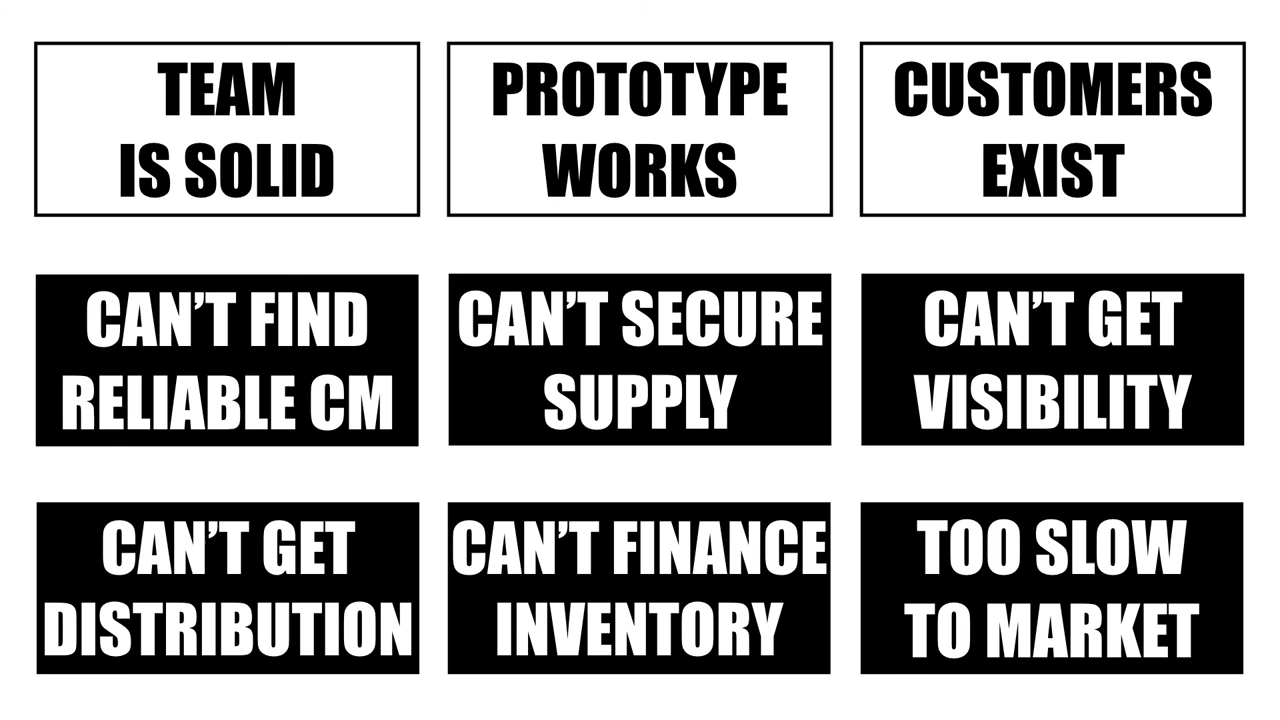 TEAM
IS SOLID
PROTOTYPE
WORKS
CUSTOMERS
EXIST
CAN’T FIND
RELIABLE CM
CAN’T SECURE
SUPPLY
CAN’T GET
VISIBILITY
CAN’T GET
DISTRIBUTION
CAN’T FINANCE
INVENTORY
TOO SLOW
TO MARKET